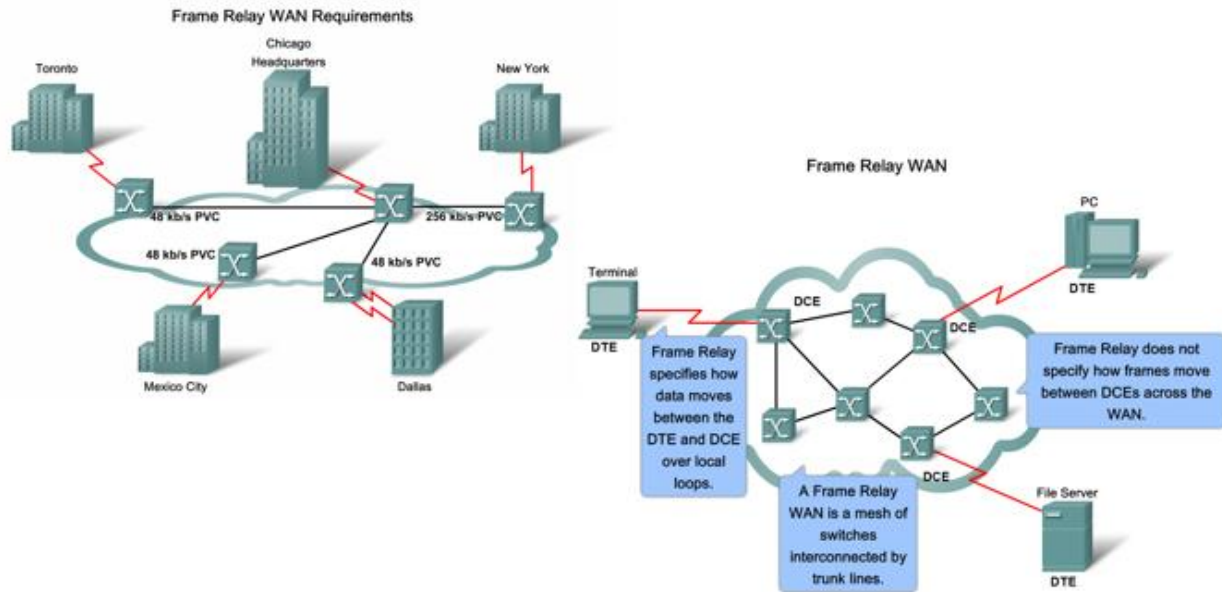 Frame Relay WAN Requirements
Chicago
Headquarters
Toronto
New York
48 kb/s PVC
256 kb/s PVC
48 kb/s PVC
48 kb/s PVC
Mexico City
Dallas
Frame Relay WAN
PC
DTE
Terminal
DTE
DCE
DCE
Frame Relay
specifies how
data moves
between the
DTE and DCE
over local
loops.
Frame Relay does not
specify how frames move
between DCEs across the
WAN.
DCE
A Frame Relay
WAN is a mesh of
switches
interconnected by
trunk lines.
File Server
DTE